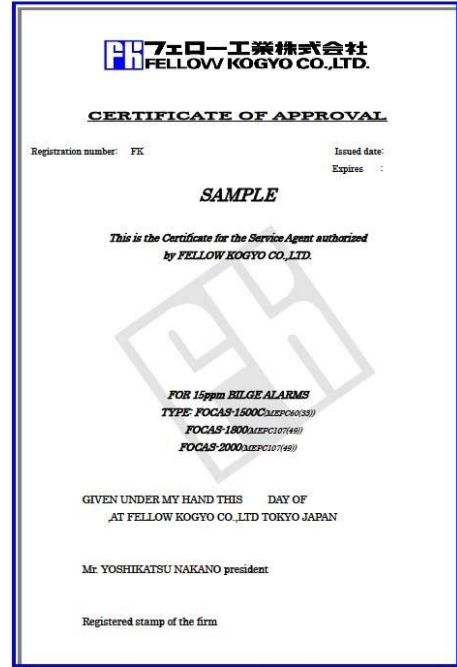 フェロー工業株式会社
FELLOW KOGYO CO.,LTD.
CERTIFICATE OF APPROVAL
Registration number: FK Issued date:
Expires :
SAMPLE
This is the Certificate for the Service Agent authorized
by FELLOW KOGYO CO.,LTD.
FOR 15ppm BILGE ALARMS
TYPE: FOCAS-1500C(MEPC60(33))
FOCAS-1800(MEPC107(49))
FOCAS-2000(MEPC107(49))
GIVEN UNDER MY HAND THIS DAY OF
,AT FELLOW KOGYO CO.,LTD TOKYO JAPAN
Mr. YOSHIKATSU NAKANO president
Registered stamp of the firm